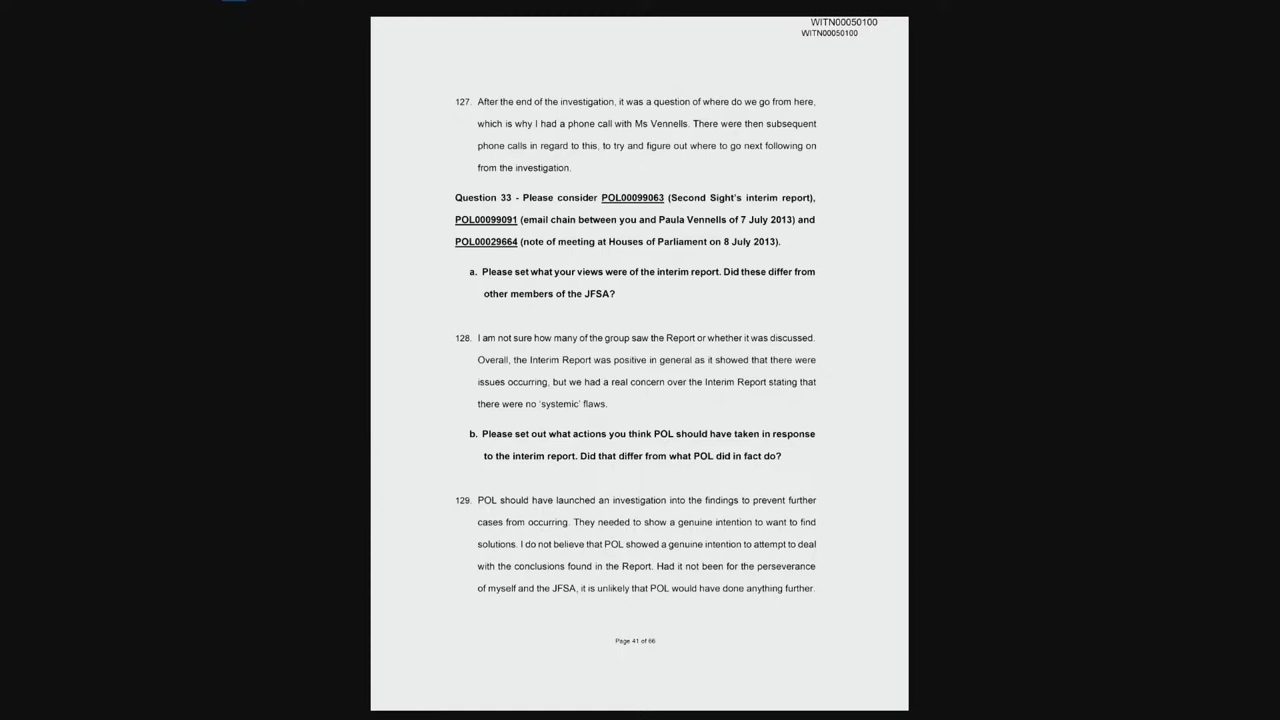 WITN00050100
WITN00050100
127. After the end of the investigation, it was a question of where do we go from here,
which is why I had a phone call with Ms Vennells. There were then subsequent
phone calls in regard to this, to try and figure out where to go next following on
from the investigation.
Question 33 - Please consider POL00099063 (Second Sight's interim report),
POL00099091 (email chain between you and Paula Vennells of 7 July 2013) and
POL00029664 (note of meeting at Houses of Parliament on 8 July 2013).
a. Please set what your views were of the interim report. Did these differ from
other members of the JFSA?
128. I am not sure how many of the group saw the Report or whether it was discussed.
Overall, the Interim Report was positive in general as it showed that there were
issues occurring, but we had a real concern over the Interim Report stating that
there were no 'systemic' flaws.
b. Please set out what actions you think POL should have taken in response
to the interim report. Did that differ from what POL did in fact do?
129. POL should have launched an investigation into the findings to prevent further
cases from occurring. They needed to show a genuine intention to want to find
solutions. I do not believe that POL showed a genuine intention to attempt to deal
with the conclusions found in the Report. Had it not been for the perseverance
of myself and the JFSA, it is unlikely that POL would have done anything further.
Page 41 of 66